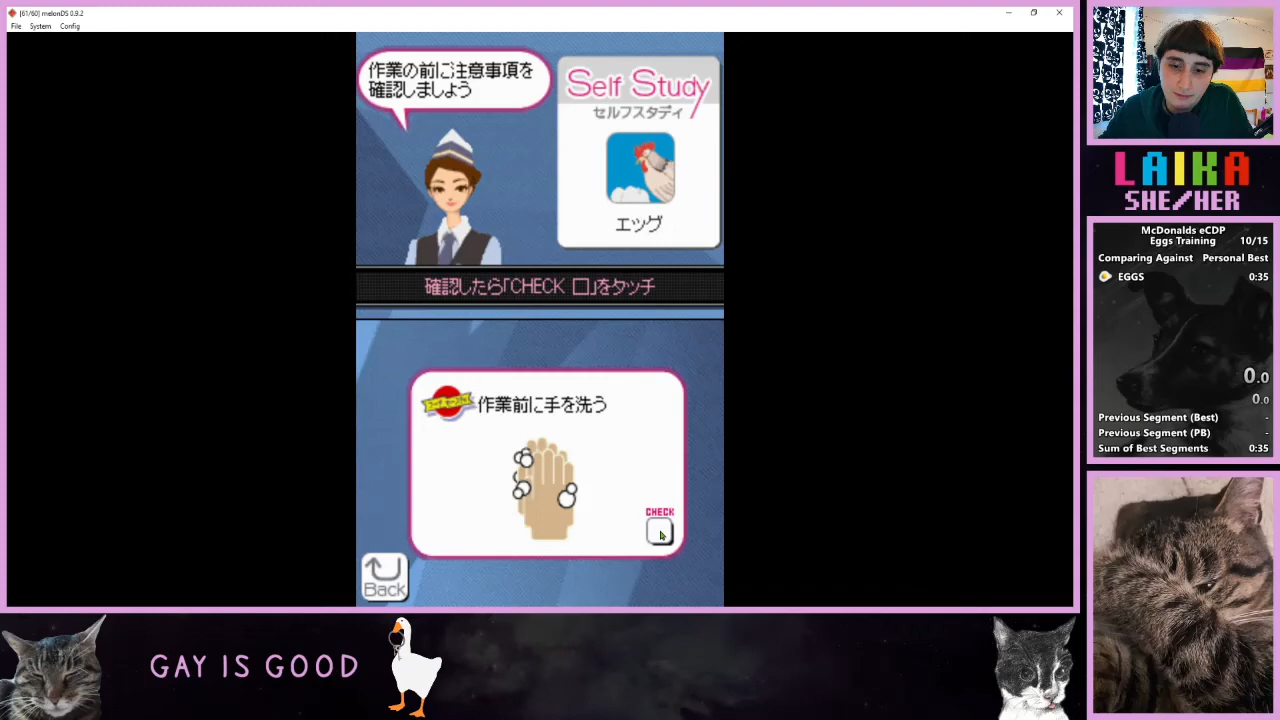 [61/60] melonDS 0.9.2
File System Config
作業の前に注意事項を
確認しましょう
Self Study
セルフスタディ
エッグ
確認したら「CHECK □」をタッチ
作業前に手を洗う
CHECK
Back
LAIKA
SHE/HER
McDonalds eCDP
Eggs Training 10/15
Comparing Against Personal Best
EGGS 0:35
0.0
0.0
Previous Segment (Best) -
Previous Segment (PB) -
Sum of Best Segments 0:35
GAY IS GOOD